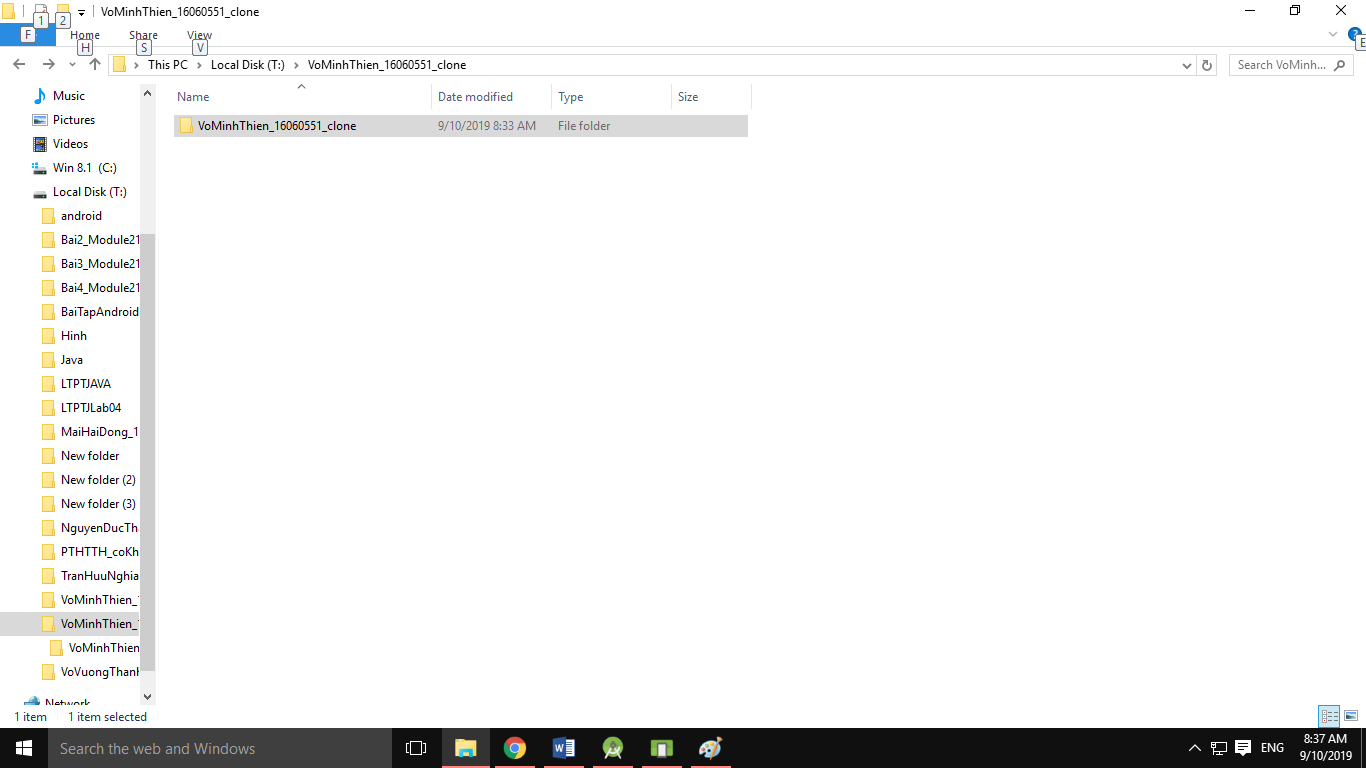 1 2 VoMinhThien_16060551_clone
F Home Share View
H S V E
This PC Local Disk (T:) VoMinhThien_16060551_clone Search VoMinh...
Name Date modified Type Size
VoMinhThien_16060551_clone 9/10/2019 8:33 AM File folder
Music
Pictures
Videos
Win 8.1 (C:)
Local Disk (T:)
android
Bai2_Module21
Bai3_Module21
Bai4_Module21
BaiTapAndroid
Hinh
Java
LTPTJAVA
LTPTJLab04
MaiHaiDong_1
New folder
New folder (2)
New folder (3)
NguyenDucTh
PTHTTH_coKh
TranHuuNghia
VoMinhThien_
VoMinhThien_
VoMinhThien
VoVuongThanh
Network
1 item 1 item selected
Search the web and Windows
ENG
8:37 AM
9/10/2019